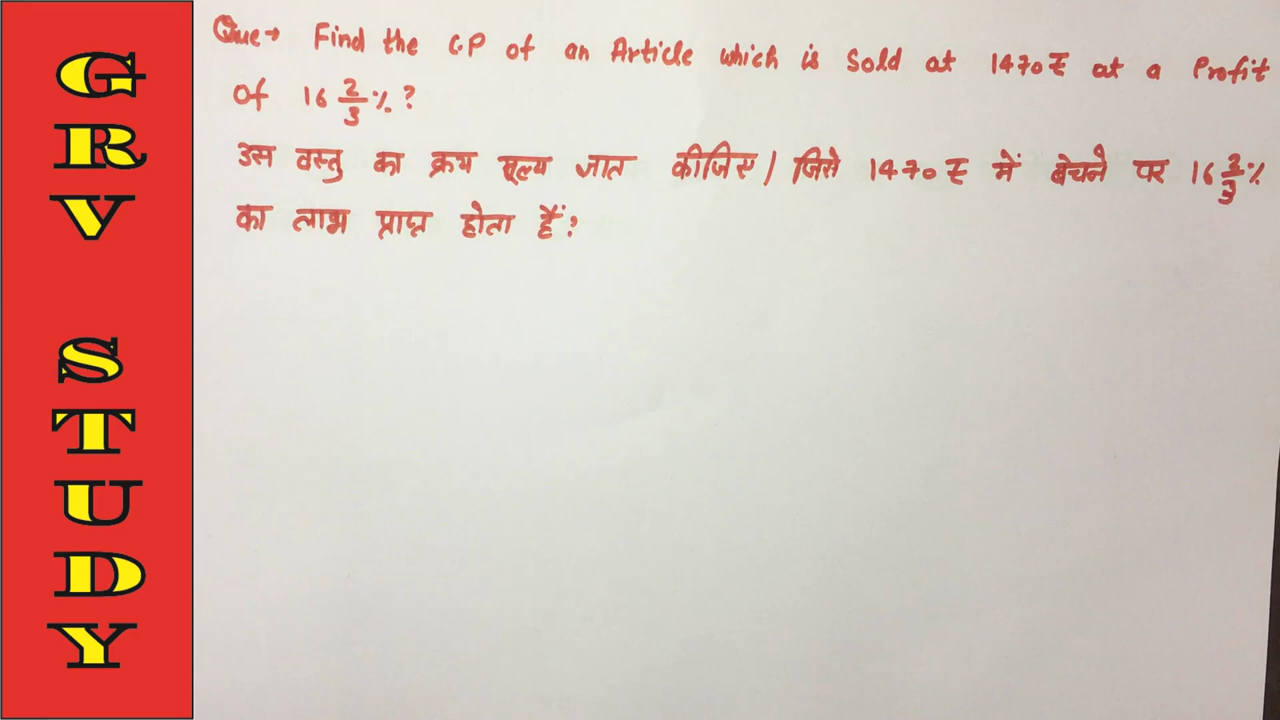 GRV STUDY
Que→ Find the C.P of an Article which is Sold at 1470₹ at a Profit
Of 16 2/3 % ?
उस वस्तु का क्रय मूल्य ज्ञात कीजिए / जिसे 1470₹ में बेचने पर 16 2/3 %
का लाभ प्राप्त होता हैं ?